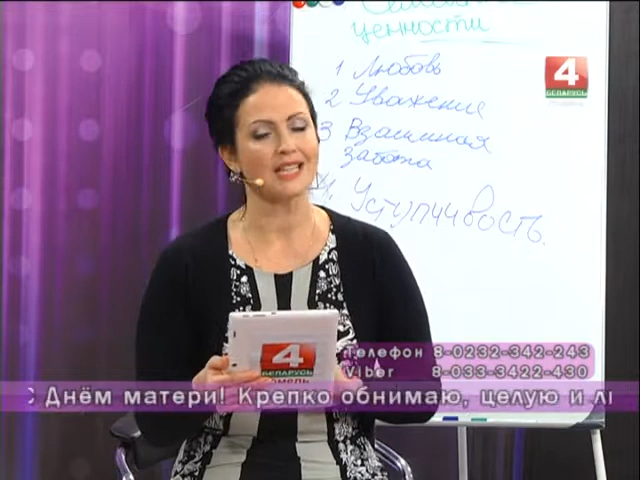 ценности
1 Любовь
2 Уважение
3 Взаимная
забота
4. Уступчивость.
4
БЕЛАРУСЬ
4
БЕЛАРУСЬ
ГОМЕЛЬ
Телефон 8-0232-342-243
Viber 8-033-3422-430
С Днём матери! Крепко обнимаю, целую и